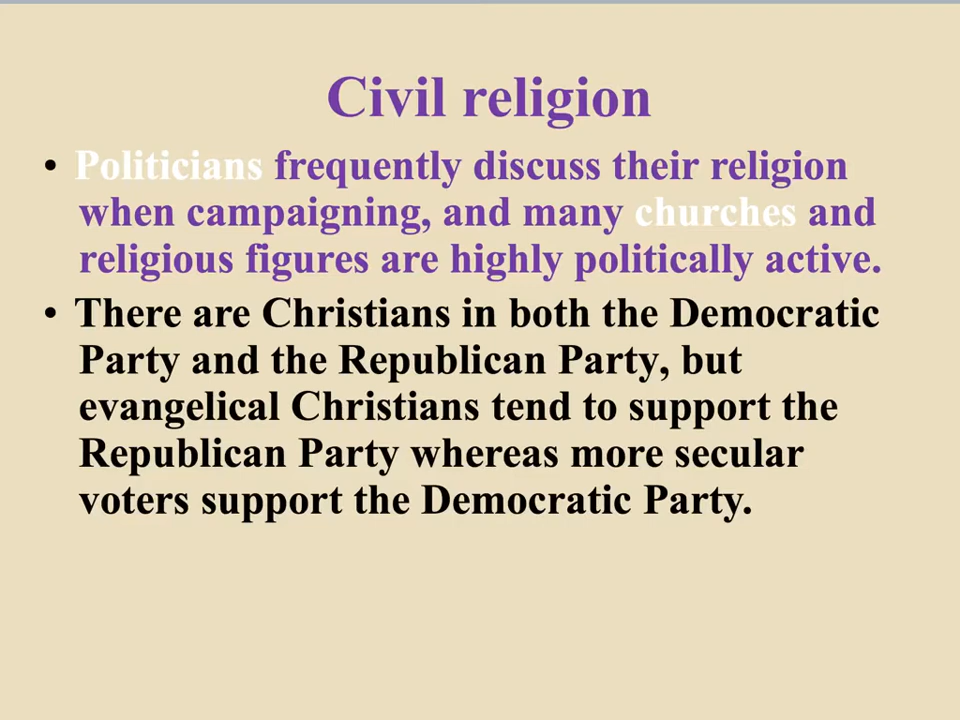 Civil religion
• Politicians frequently discuss their religion
when campaigning, and many churches and
religious figures are highly politically active.
• There are Christians in both the Democratic
Party and the Republican Party, but
evangelical Christians tend to support the
Republican Party whereas more secular
voters support the Democratic Party.